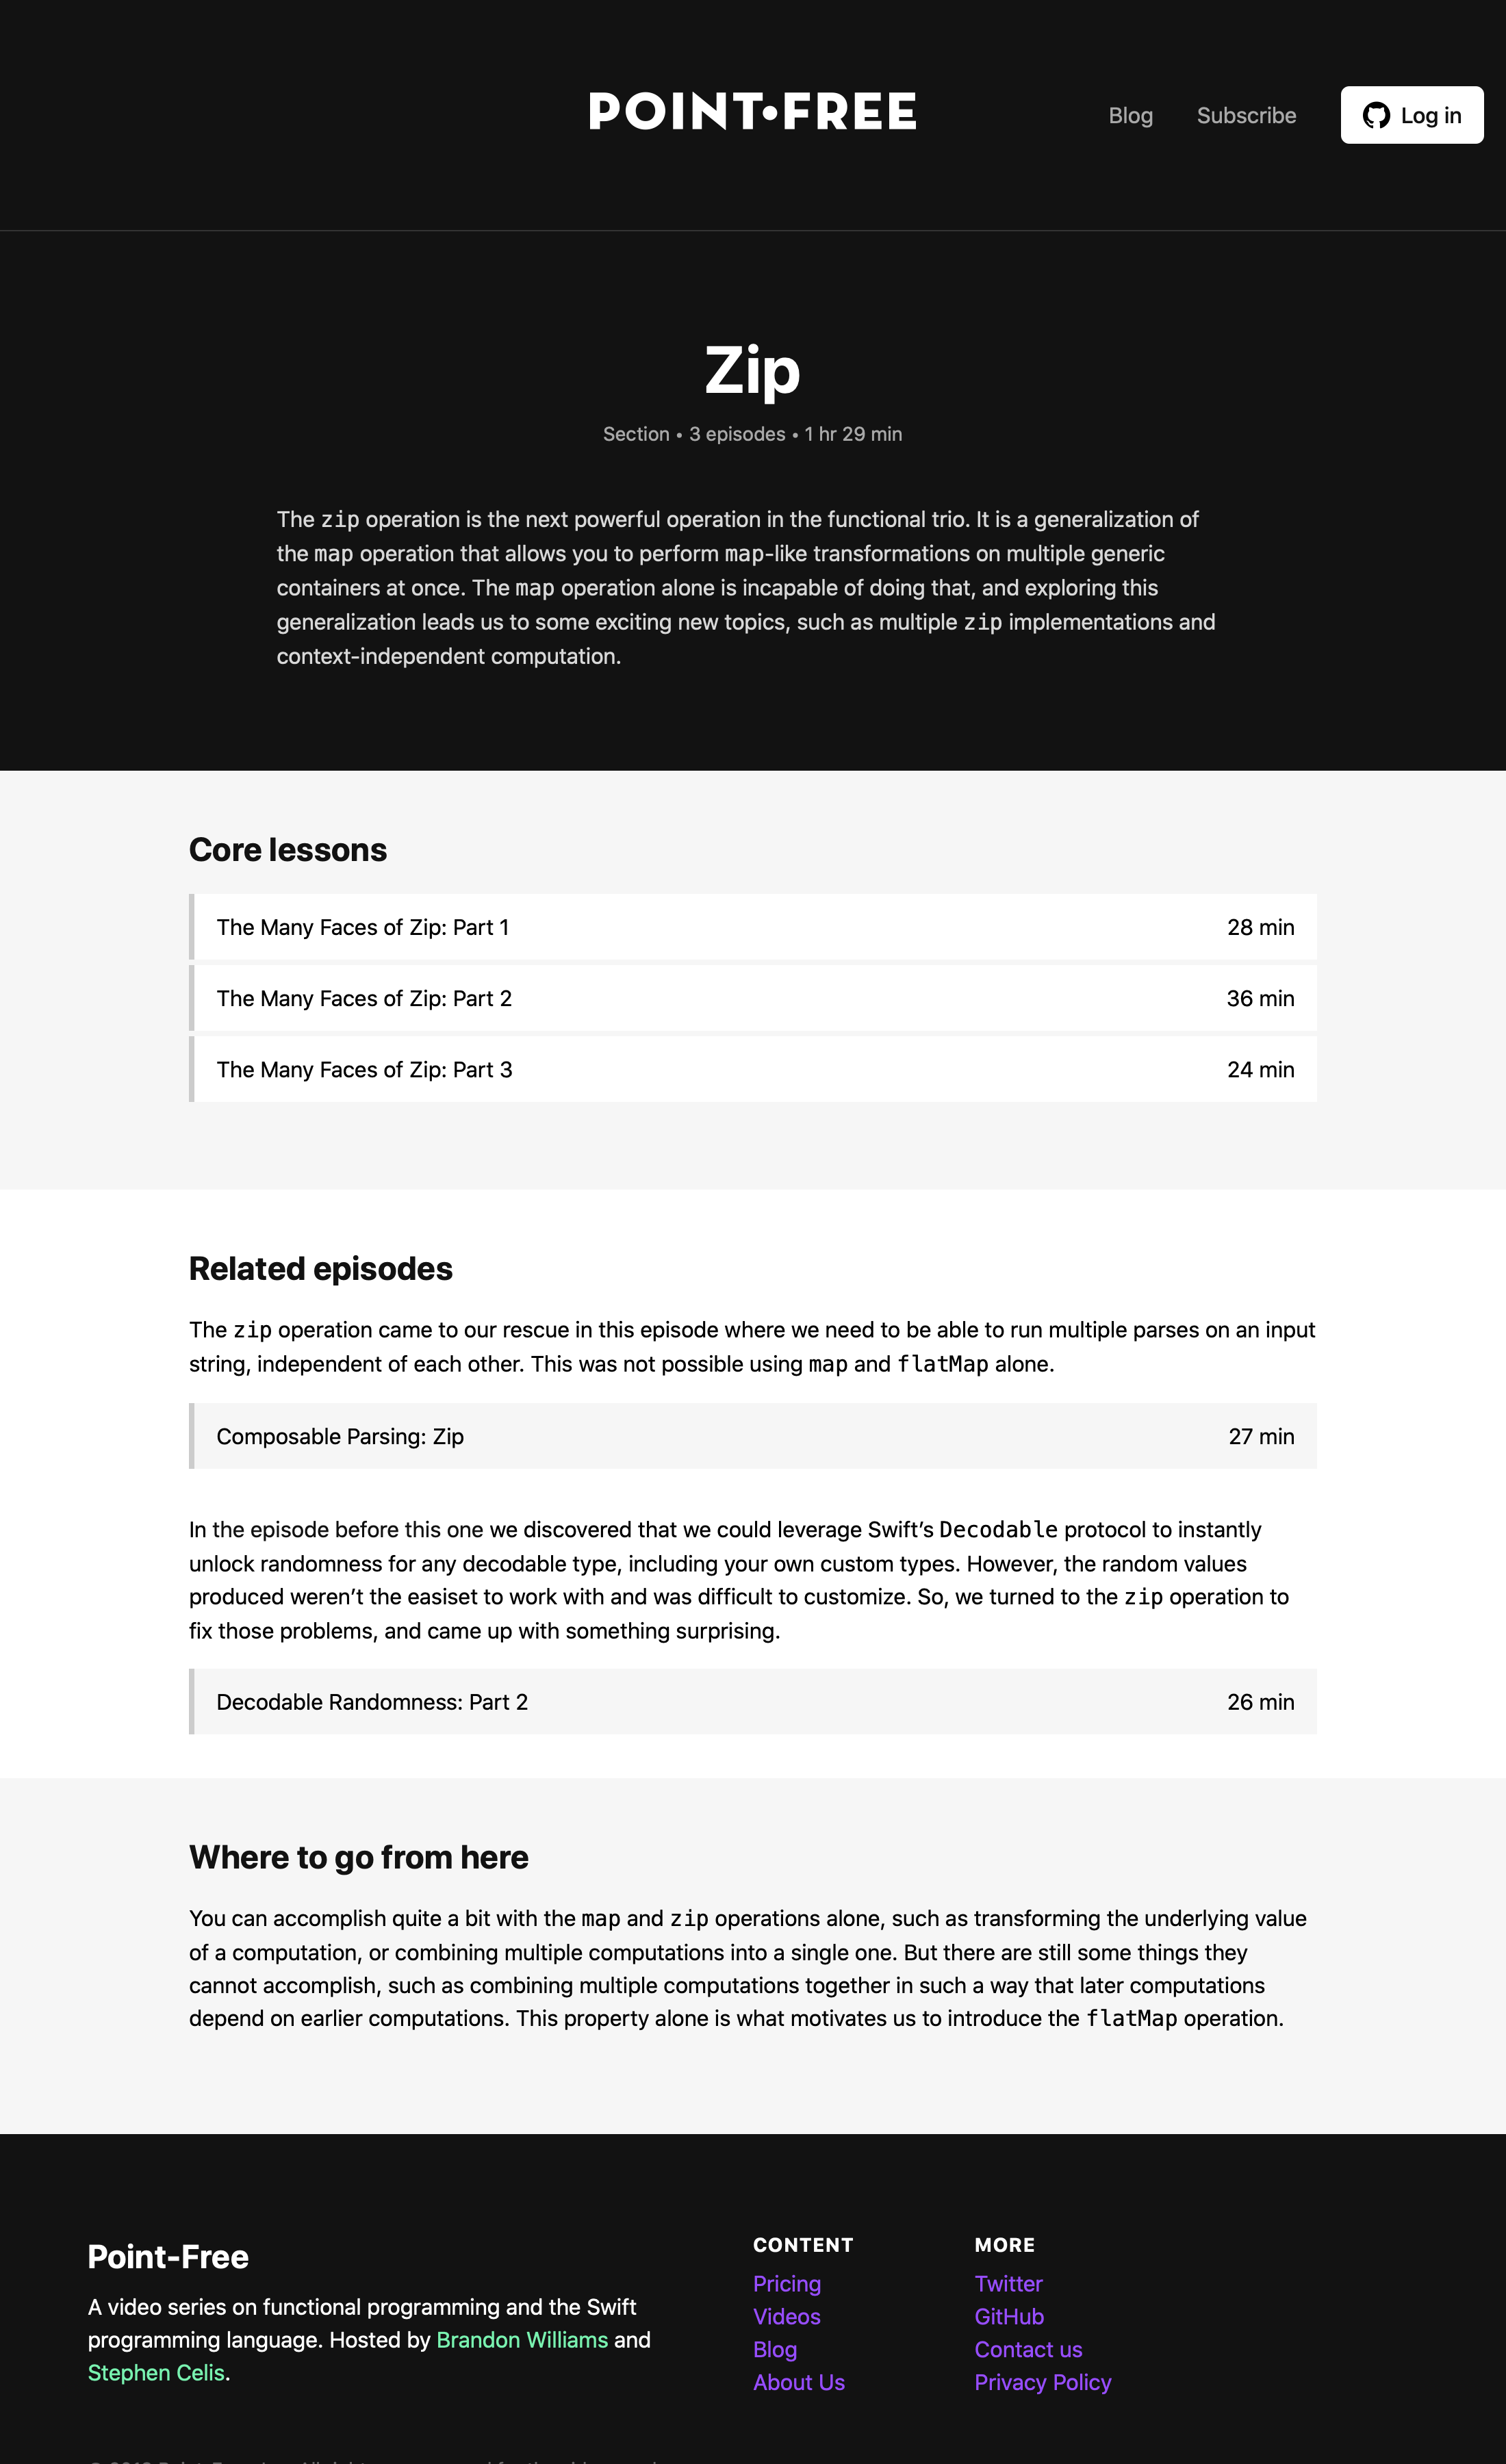 POINT•FREE
Blog
Subscribe
Log in
Zip
Section • 3 episodes • 1 hr 29 min
The zip operation is the next powerful operation in the functional trio. It is a generalization of
the map operation that allows you to perform map-like transformations on multiple generic
containers at once. The map operation alone is incapable of doing that, and exploring this
generalization leads us to some exciting new topics, such as multiple zip implementations and
context-independent computation.
Core lessons
The Many Faces of Zip: Part 1 28 min
The Many Faces of Zip: Part 2 36 min
The Many Faces of Zip: Part 3 24 min
Related episodes
The zip operation came to our rescue in this episode where we need to be able to run multiple parses on an input
string, independent of each other. This was not possible using map and flatMap alone.
Composable Parsing: Zip 27 min
In the episode before this one we discovered that we could leverage Swift’s Decodable protocol to instantly
unlock randomness for any decodable type, including your own custom types. However, the random values
produced weren’t the easiset to work with and was difficult to customize. So, we turned to the zip operation to
fix those problems, and came up with something surprising.
Decodable Randomness: Part 2 26 min
Where to go from here
You can accomplish quite a bit with the map and zip operations alone, such as transforming the underlying value
of a computation, or combining multiple computations into a single one. But there are still some things they
cannot accomplish, such as combining multiple computations together in such a way that later computations
depend on earlier computations. This property alone is what motivates us to introduce the flatMap operation.
Point-Free
A video series on functional programming and the Swift
programming language. Hosted by Brandon Williams and
Stephen Celis.
CONTENT
Pricing
Videos
Blog
About Us
MORE
Twitter
GitHub
Contact us
Privacy Policy